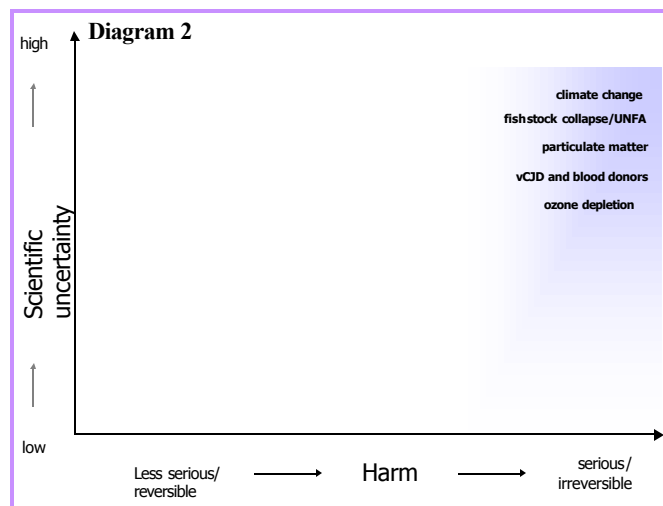 Diagram 2
high
climate change
fishstock collapse/UNFA
particulate matter
vCJD and blood donors
ozone depletion
Scientific
uncertainty
low
Less serious/
reversible
Harm
serious/
irreversible